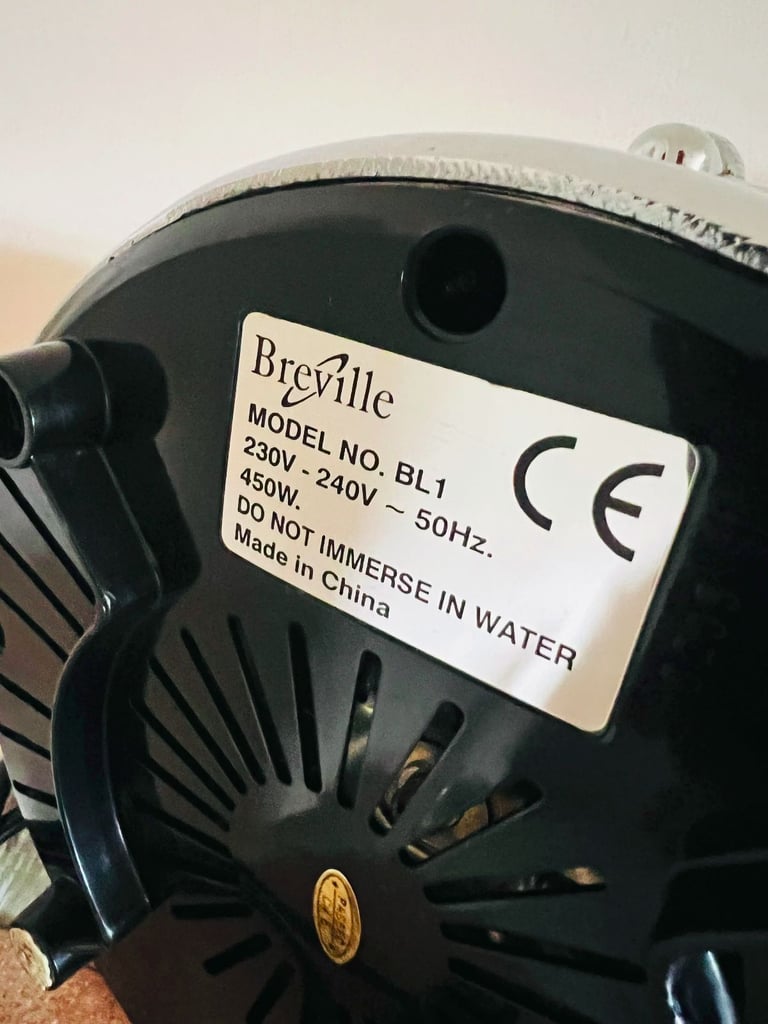 Breville
MODEL NO. BL1
230V - 240V ~ 50Hz.
450W.
DO NOT IMMERSE IN WATER
Made in China
CE